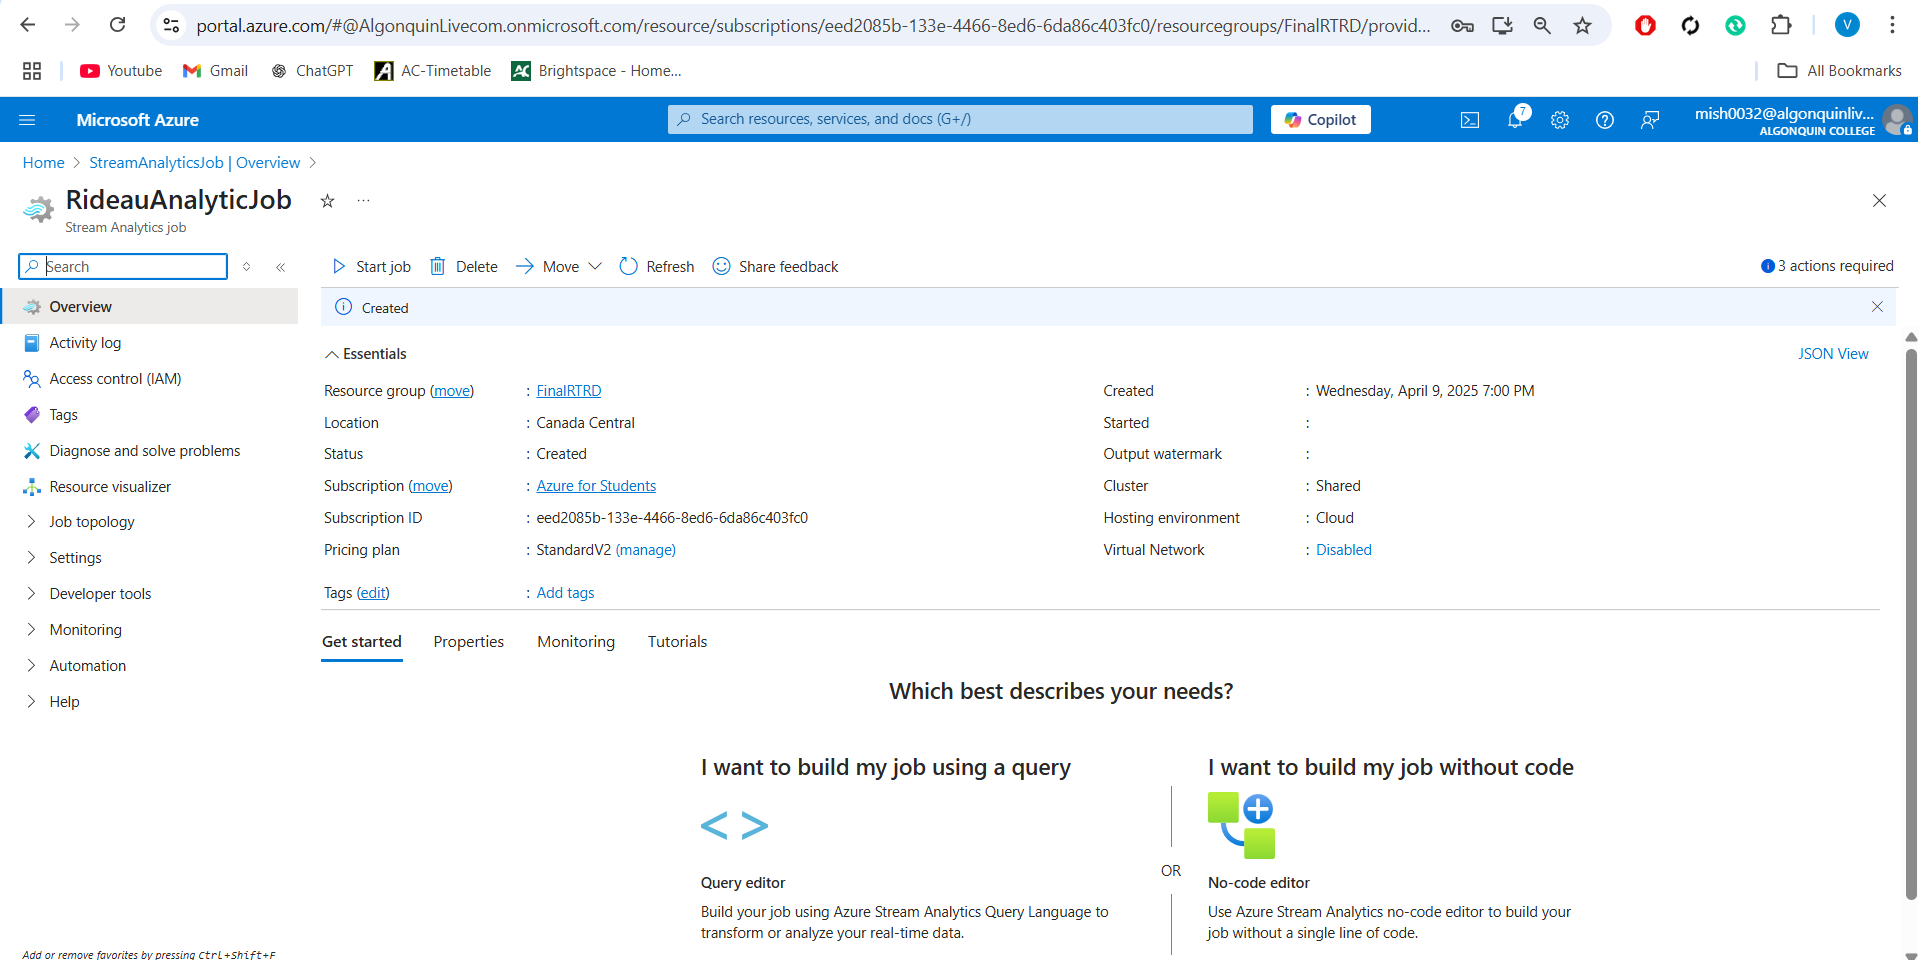 portal.azure.com/#@AlgonquinLivecom.onmicrosoft.com/resource/subscriptions/eed2085b-133e-4466-8ed6-6da86c403fc0/resourcegroups/FinalRTRD/provid...
V
Youtube
Gmail
ChatGPT
AC-Timetable
AC Brightspace - Home...
All Bookmarks
Microsoft Azure
Search resources, services, and docs (G+/)
Copilot
7
mish0032@algonquinliv...
ALGONQUIN COLLEGE
Home > StreamAnalyticsJob | Overview >
RideauAnalyticJob
Stream Analytics job
Search
Start job
Delete
Move
Refresh
Share feedback
3 actions required
Overview
Activity log
Access control (IAM)
Tags
Diagnose and solve problems
Resource visualizer
Job topology
Settings
Developer tools
Monitoring
Automation
Help
Add or remove favorites by pressing Ctrl+Shift+F
Created
Essentials
JSON View
Resource group (move) : FinalRTRD
Location : Canada Central
Status : Created
Subscription (move) : Azure for Students
Subscription ID : eed2085b-133e-4466-8ed6-6da86c403fc0
Pricing plan : StandardV2 (manage)
Tags (edit) : Add tags
Created : Wednesday, April 9, 2025 7:00 PM
Started :
Output watermark :
Cluster : Shared
Hosting environment : Cloud
Virtual Network : Disabled
Get started
Properties
Monitoring
Tutorials
Which best describes your needs?
I want to build my job using a query
Query editor
Build your job using Azure Stream Analytics Query Language to
transform or analyze your real-time data.
OR
I want to build my job without code
No-code editor
Use Azure Stream Analytics no-code editor to build your
job without a single line of code.